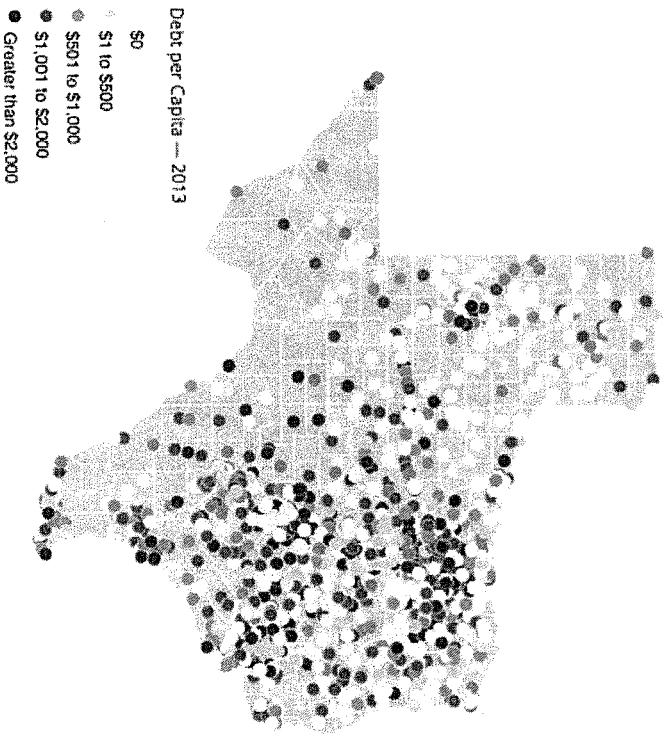 Debt per Capita — 2013
$0
$1 to $500
$501 to $1,000
$1,001 to $2,000
Greater than $2,000